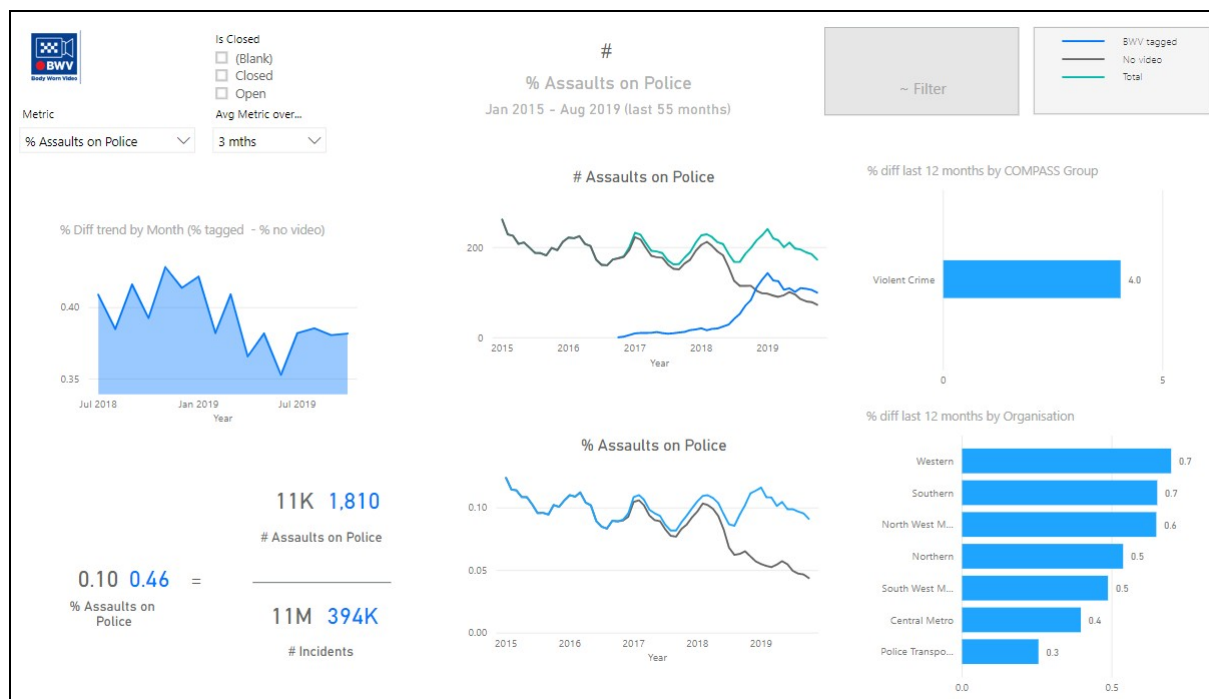 BWV
Body Worn Video
Is Closed
(Blank)
Closed
Open
Metric
% Assaults on Police
Avg Metric over...
3 mths
#
% Assaults on Police
Jan 2015 - Aug 2019 (last 55 months)
~ Filter
BWV tagged
No video
Total
% Diff trend by Month (% tagged - % no video)
0.40
0.35
Jul 2018
Jan 2019
Jul 2019
Year
# Assaults on Police
200
0
2015
2016
2017
2018
2019
Year
% diff last 12 months by COMPASS Group
Violent Crime
4.0
0
5
11K 1,810
# Assaults on Police
0.10 0.46 =
% Assaults on
Police
11M 394K
# Incidents
% Assaults on Police
0.10
0.05
0.00
2015
2016
2017
2018
2019
Year
% diff last 12 months by Organisation
Western
0.7
Southern
0.7
North West M...
0.6
Northern
0.5
South West M...
0.5
Central Metro
0.4
Police Transpo...
0.3
0.0
0.5